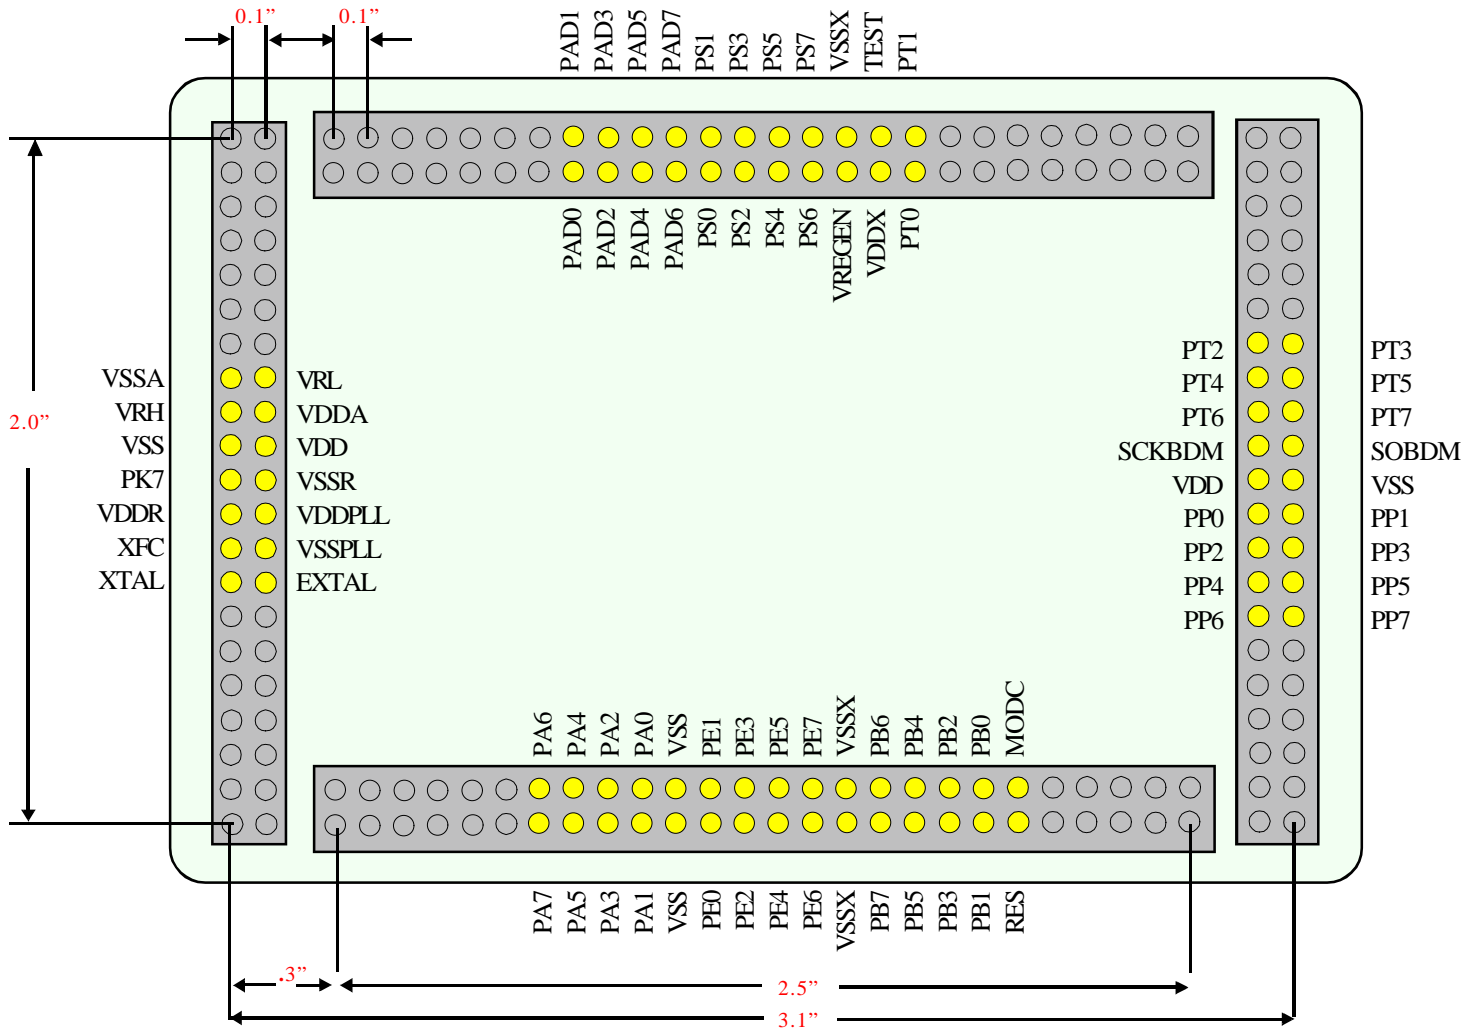 0.1” 0.1”
PAD1 PAD3 PAD5 PAD7 PS1 PS3 PS5 PS7 VSSX TEST PT1
PAD0 PAD2 PAD4 PAD6 PS0 PS2 PS4 PS6 VREGEN VDDX PT0
PT2 PT3
VSSA VRL PT4 PT5
2.0” VRH VDDA PT6 PT7
VSS VDD SCKBDM SOBDM
PK7 VSSR VDD VSS
VDDR VDDPLL PP0 PP1
XFC VSSPLL PP2 PP3
XTAL EXTAL PP4 PP5
PP6 PP7
PA6 PA4 PA2 PA0 VSS PE1 PE3 PE5 PE7 VSSX PB6 PB4 PB2 PB0 MODC
PA7 PA5 PA3 PA1 VSS PE0 PE2 PE4 PE6 VSSX PB7 PB5 PB3 PB1 RES
.3”
2.5”
3.1”